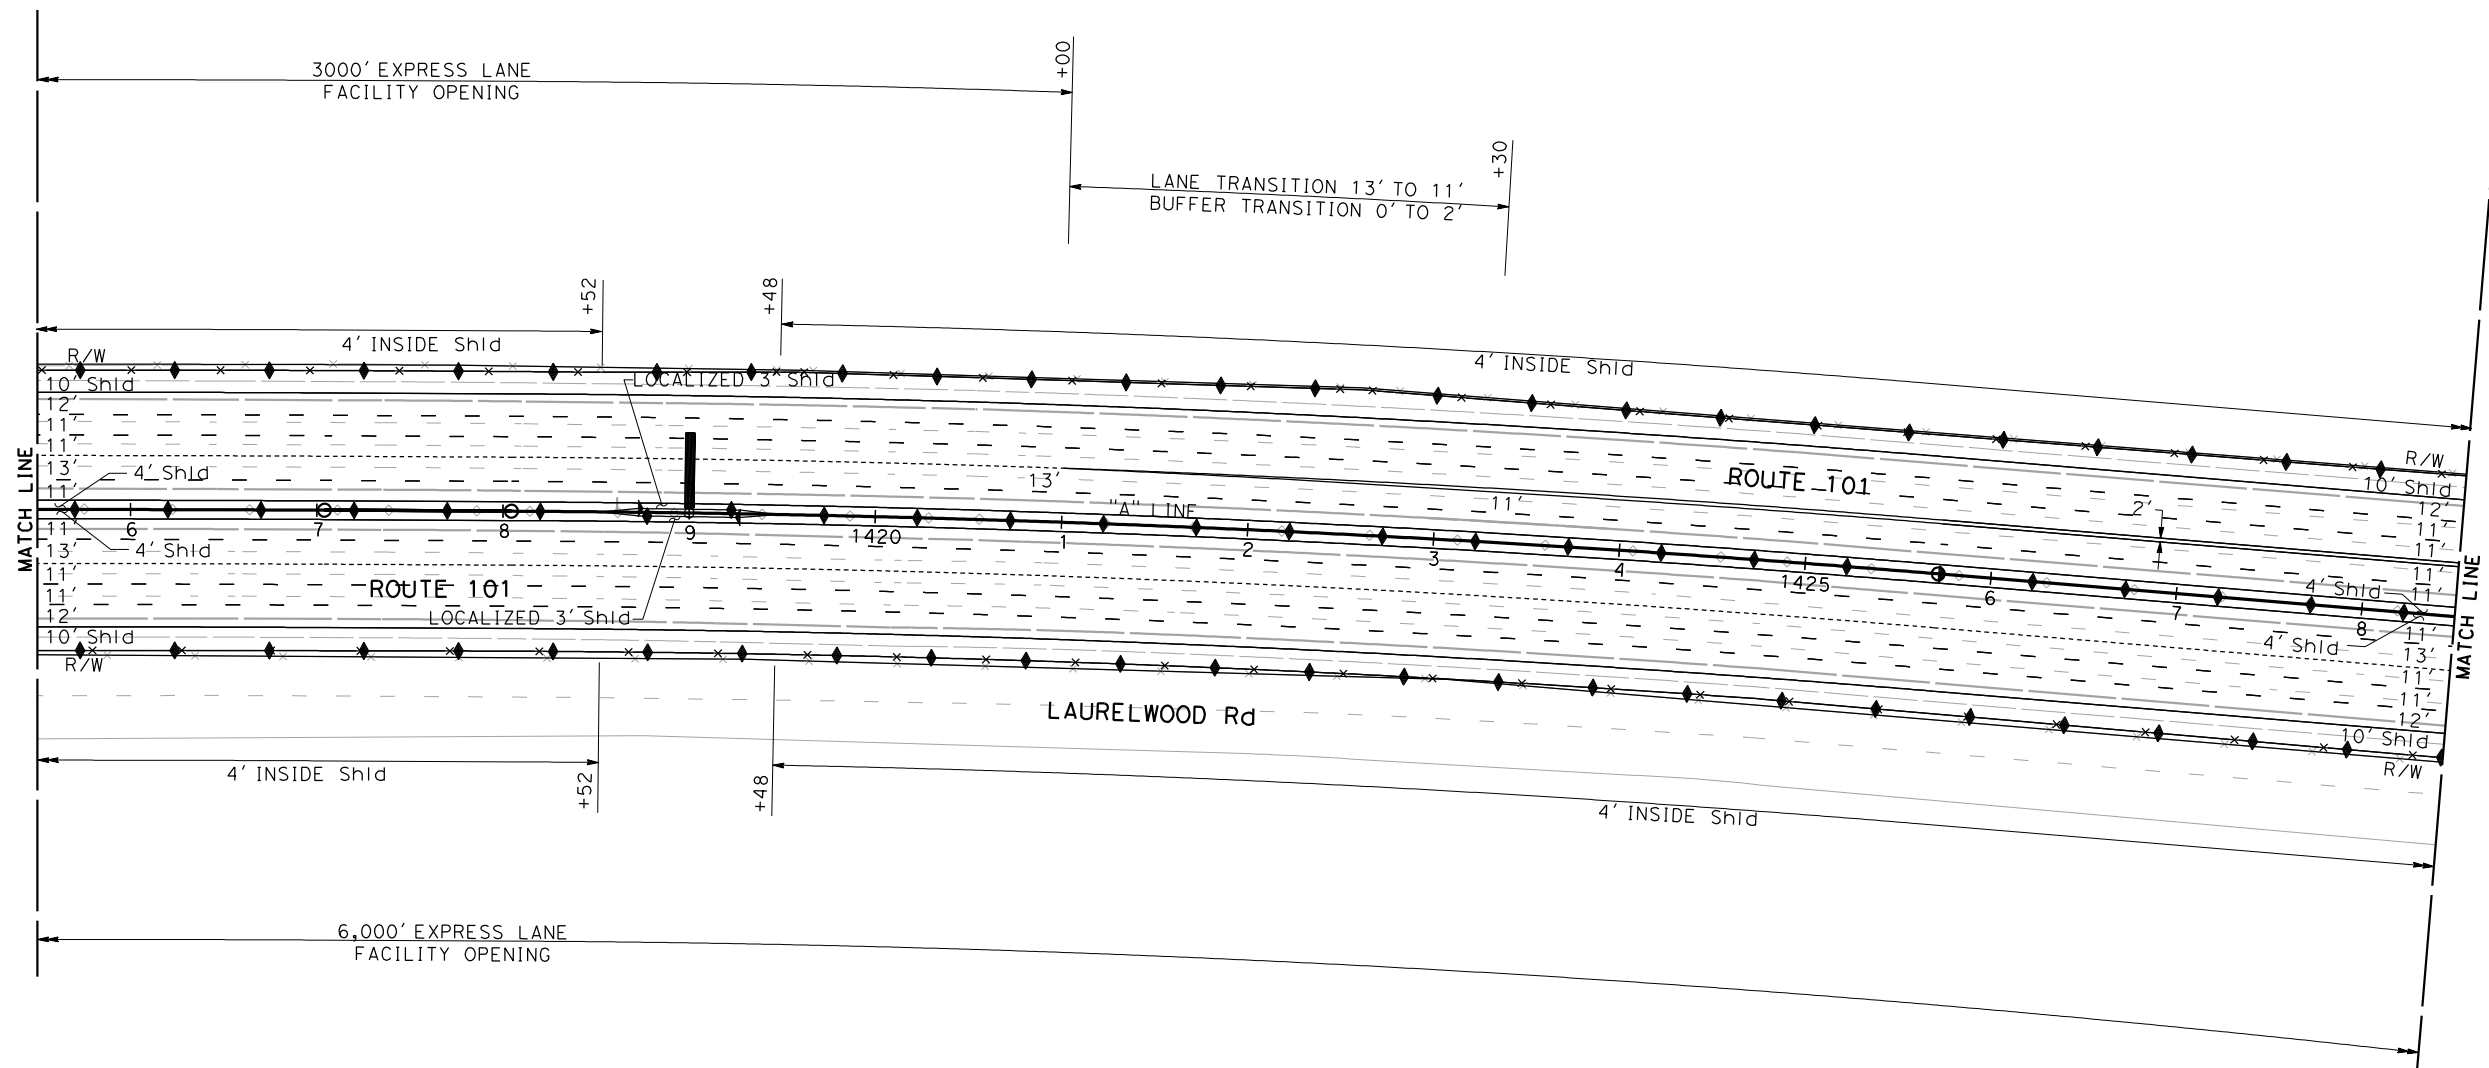 3000' EXPRESS LANE
FACILITY OPENING
+00
+30
LANE TRANSITION 13' TO 11'
BUFFER TRANSITION 0' TO 2'
+52
+48
4' INSIDE Shld
4' INSIDE Shld
R/W
10' Shld
12'
11'
11'
13'
11'
4' Shld
LOCALIZED 3' Shld
MATCH LINE
6
7
8
9
1420
1
2
3
4
1425
6
7
8
13'
"A" LINE
11'
ROUTE 101
2'
R/W
10' Shld
12'
11'
11'
11'
11'
4' Shld
MATCH LINE
4' Shld
11'
13'
11'
11'
12'
10' Shld
R/W
4' Shld
11'
13'
11'
11'
12'
10' Shld
R/W
ROUTE 101
LOCALIZED 3' Shld
LAURELWOOD Rd
4' INSIDE Shld
+52
+48
4' INSIDE Shld
6,000' EXPRESS LANE
FACILITY OPENING